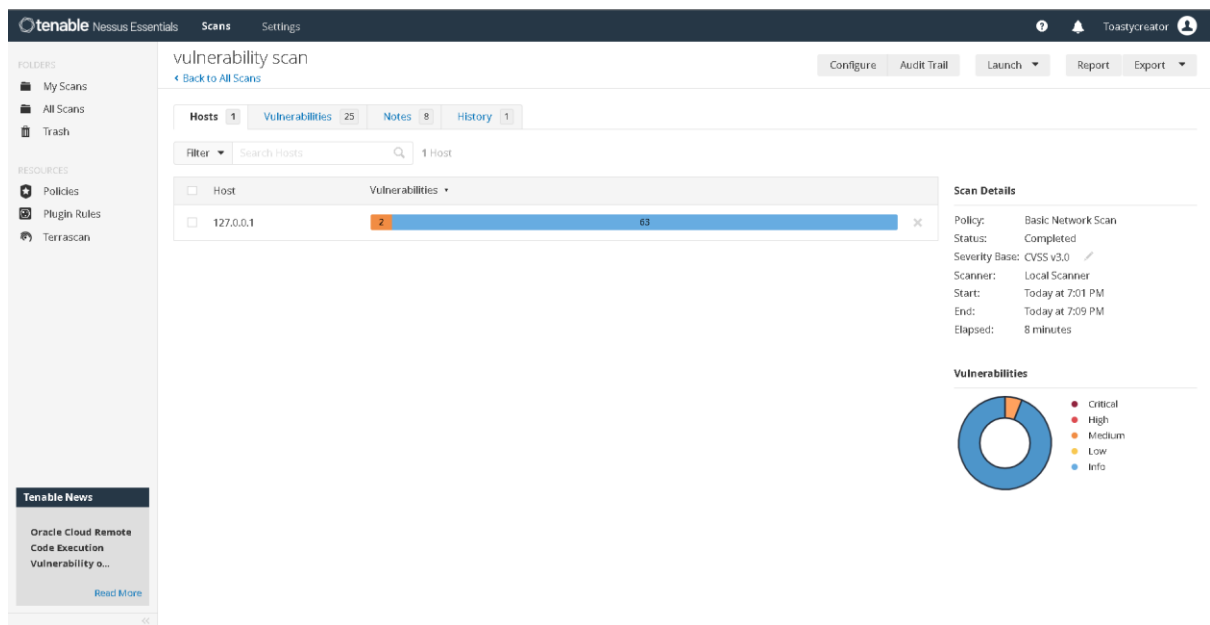 tenable Nessus Essentials Scans Settings Toastycreator
FOLDERS
My Scans
All Scans
Trash
RESOURCES
Policies
Plugin Rules
Terrascan
Tenable News
Oracle Cloud Remote
Code Execution
Vulnerability o...
Read More
vulnerability scan
Back to All Scans
Configure Audit Trail Launch Report Export
Hosts 1 Vulnerabilities 25 Notes 8 History 1
Filter Search Hosts 1 Host
Host Vulnerabilities
127.0.0.1 2 63
Scan Details
Policy: Basic Network Scan
Status: Completed
Severity Base: CVSS v3.0
Scanner: Local Scanner
Start: Today at 7:01 PM
End: Today at 7:09 PM
Elapsed: 8 minutes
Vulnerabilities
Critical
High
Medium
Low
Info